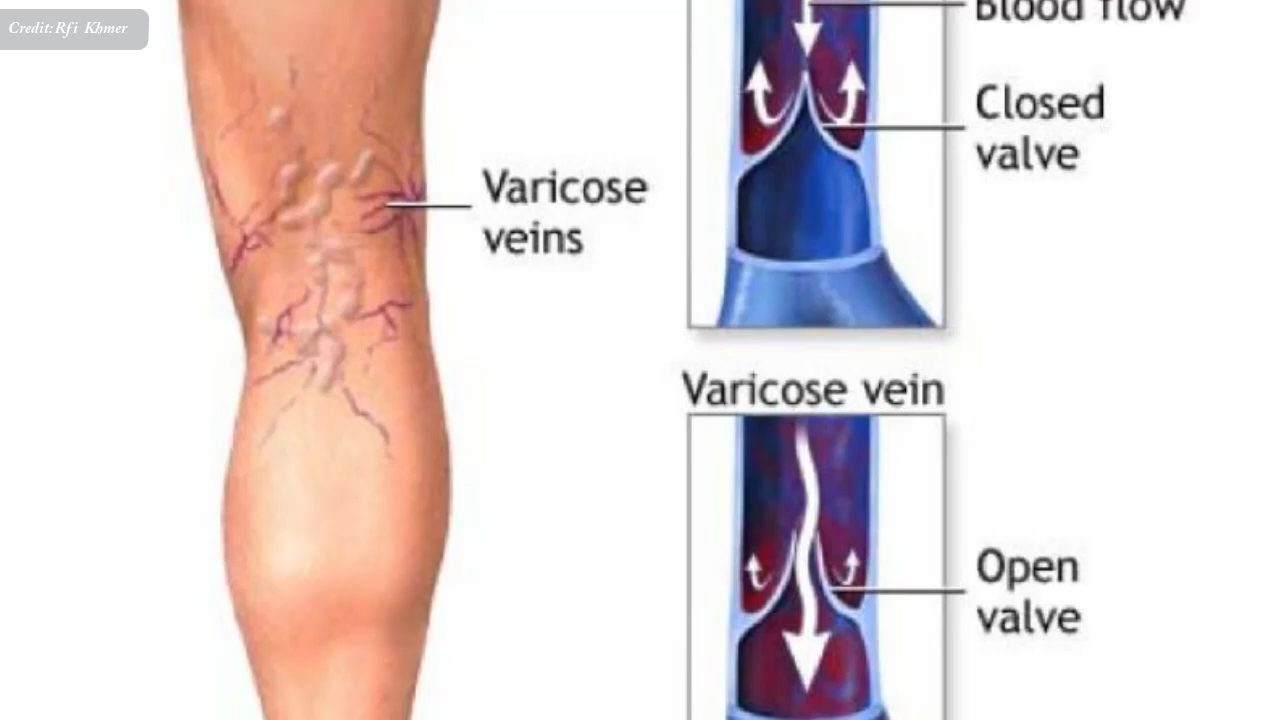 Credit:Rfi Khmer
Blood flow
Closed
valve
Varicose
veins
Varicose vein
Open
valve